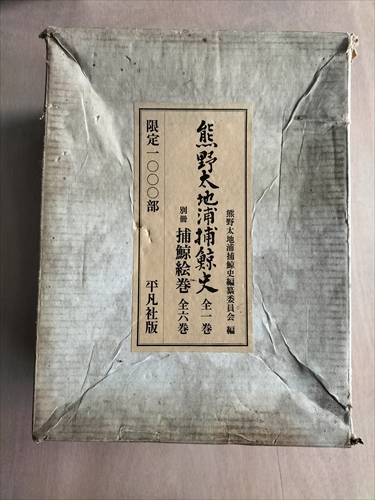 熊野太地浦捕鯨史編纂委員会 編
熊野太地浦捕鯨史 全一巻
別冊 捕鯨絵巻 全六巻
限定一〇〇〇部 平凡社版